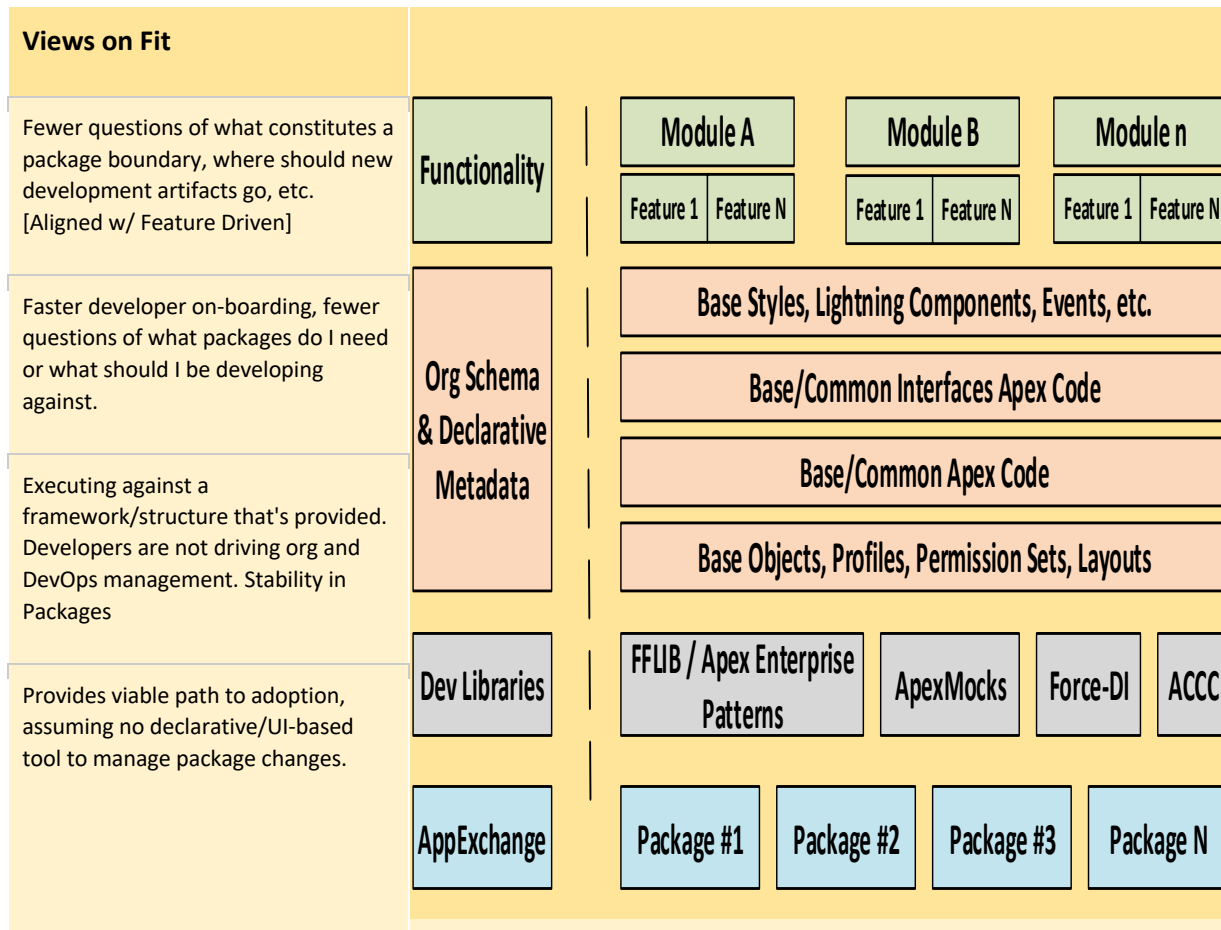 Views on Fit
Fewer questions of what constitutes a
package boundary, where should new
development artifacts go, etc.
[Aligned w/ Feature Driven]
Faster developer on-boarding, fewer
questions of what packages do I need
or what should I be developing
against.
Executing against a
framework/structure that's provided.
Developers are not driving org and
DevOps management. Stability in
Packages
Provides viable path to adoption,
assuming no declarative/UI-based
tool to manage package changes.
Functionality
Module A
Module B
Module n
Feature 1
Feature N
Feature 1
Feature N
Feature 1
Feature N
Org Schema
& Declarative
Metadata
Base Styles, Lightning Components, Events, etc.
Base/Common Interfaces Apex Code
Base/Common Apex Code
Base Objects, Profiles, Permission Sets, Layouts
Dev Libraries
FFLIB / Apex Enterprise
Patterns
ApexMocks
Force-DI
ACCC
AppExchange
Package #1
Package #2
Package #3
Package N